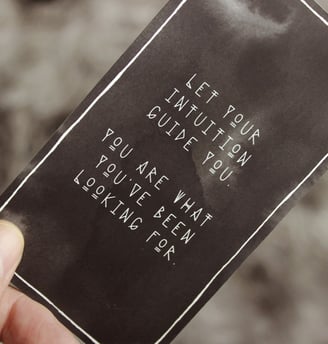 LET YOUR
INTUITION
GUIDE YOU.
YOU ARE WHAT
YOU'VE BEEN
LOOKING FOR.